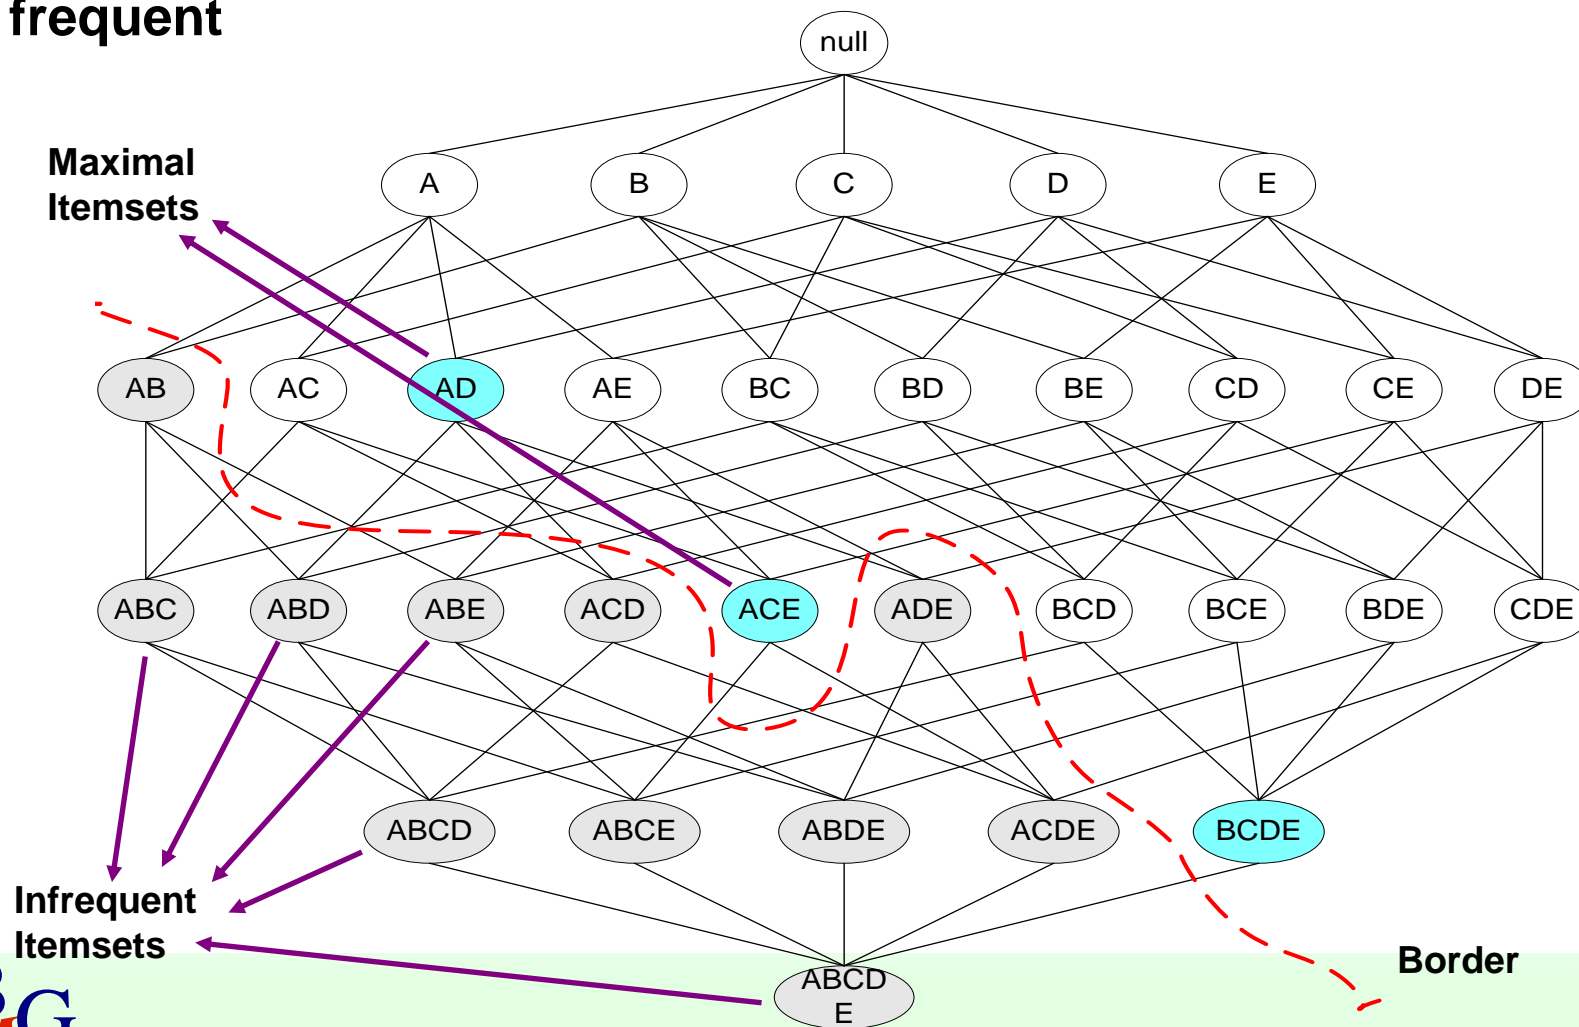 frequent
null
Maximal
Itemsets
A B C D E
AB AC AD AE BC BD BE CD CE DE
ABC ABD ABE ACD ACE ADE BCD BCE BDE CDE
ABCD ABCE ABDE ACDE BCDE
Infrequent
Itemsets
Border
ABCD
E
G